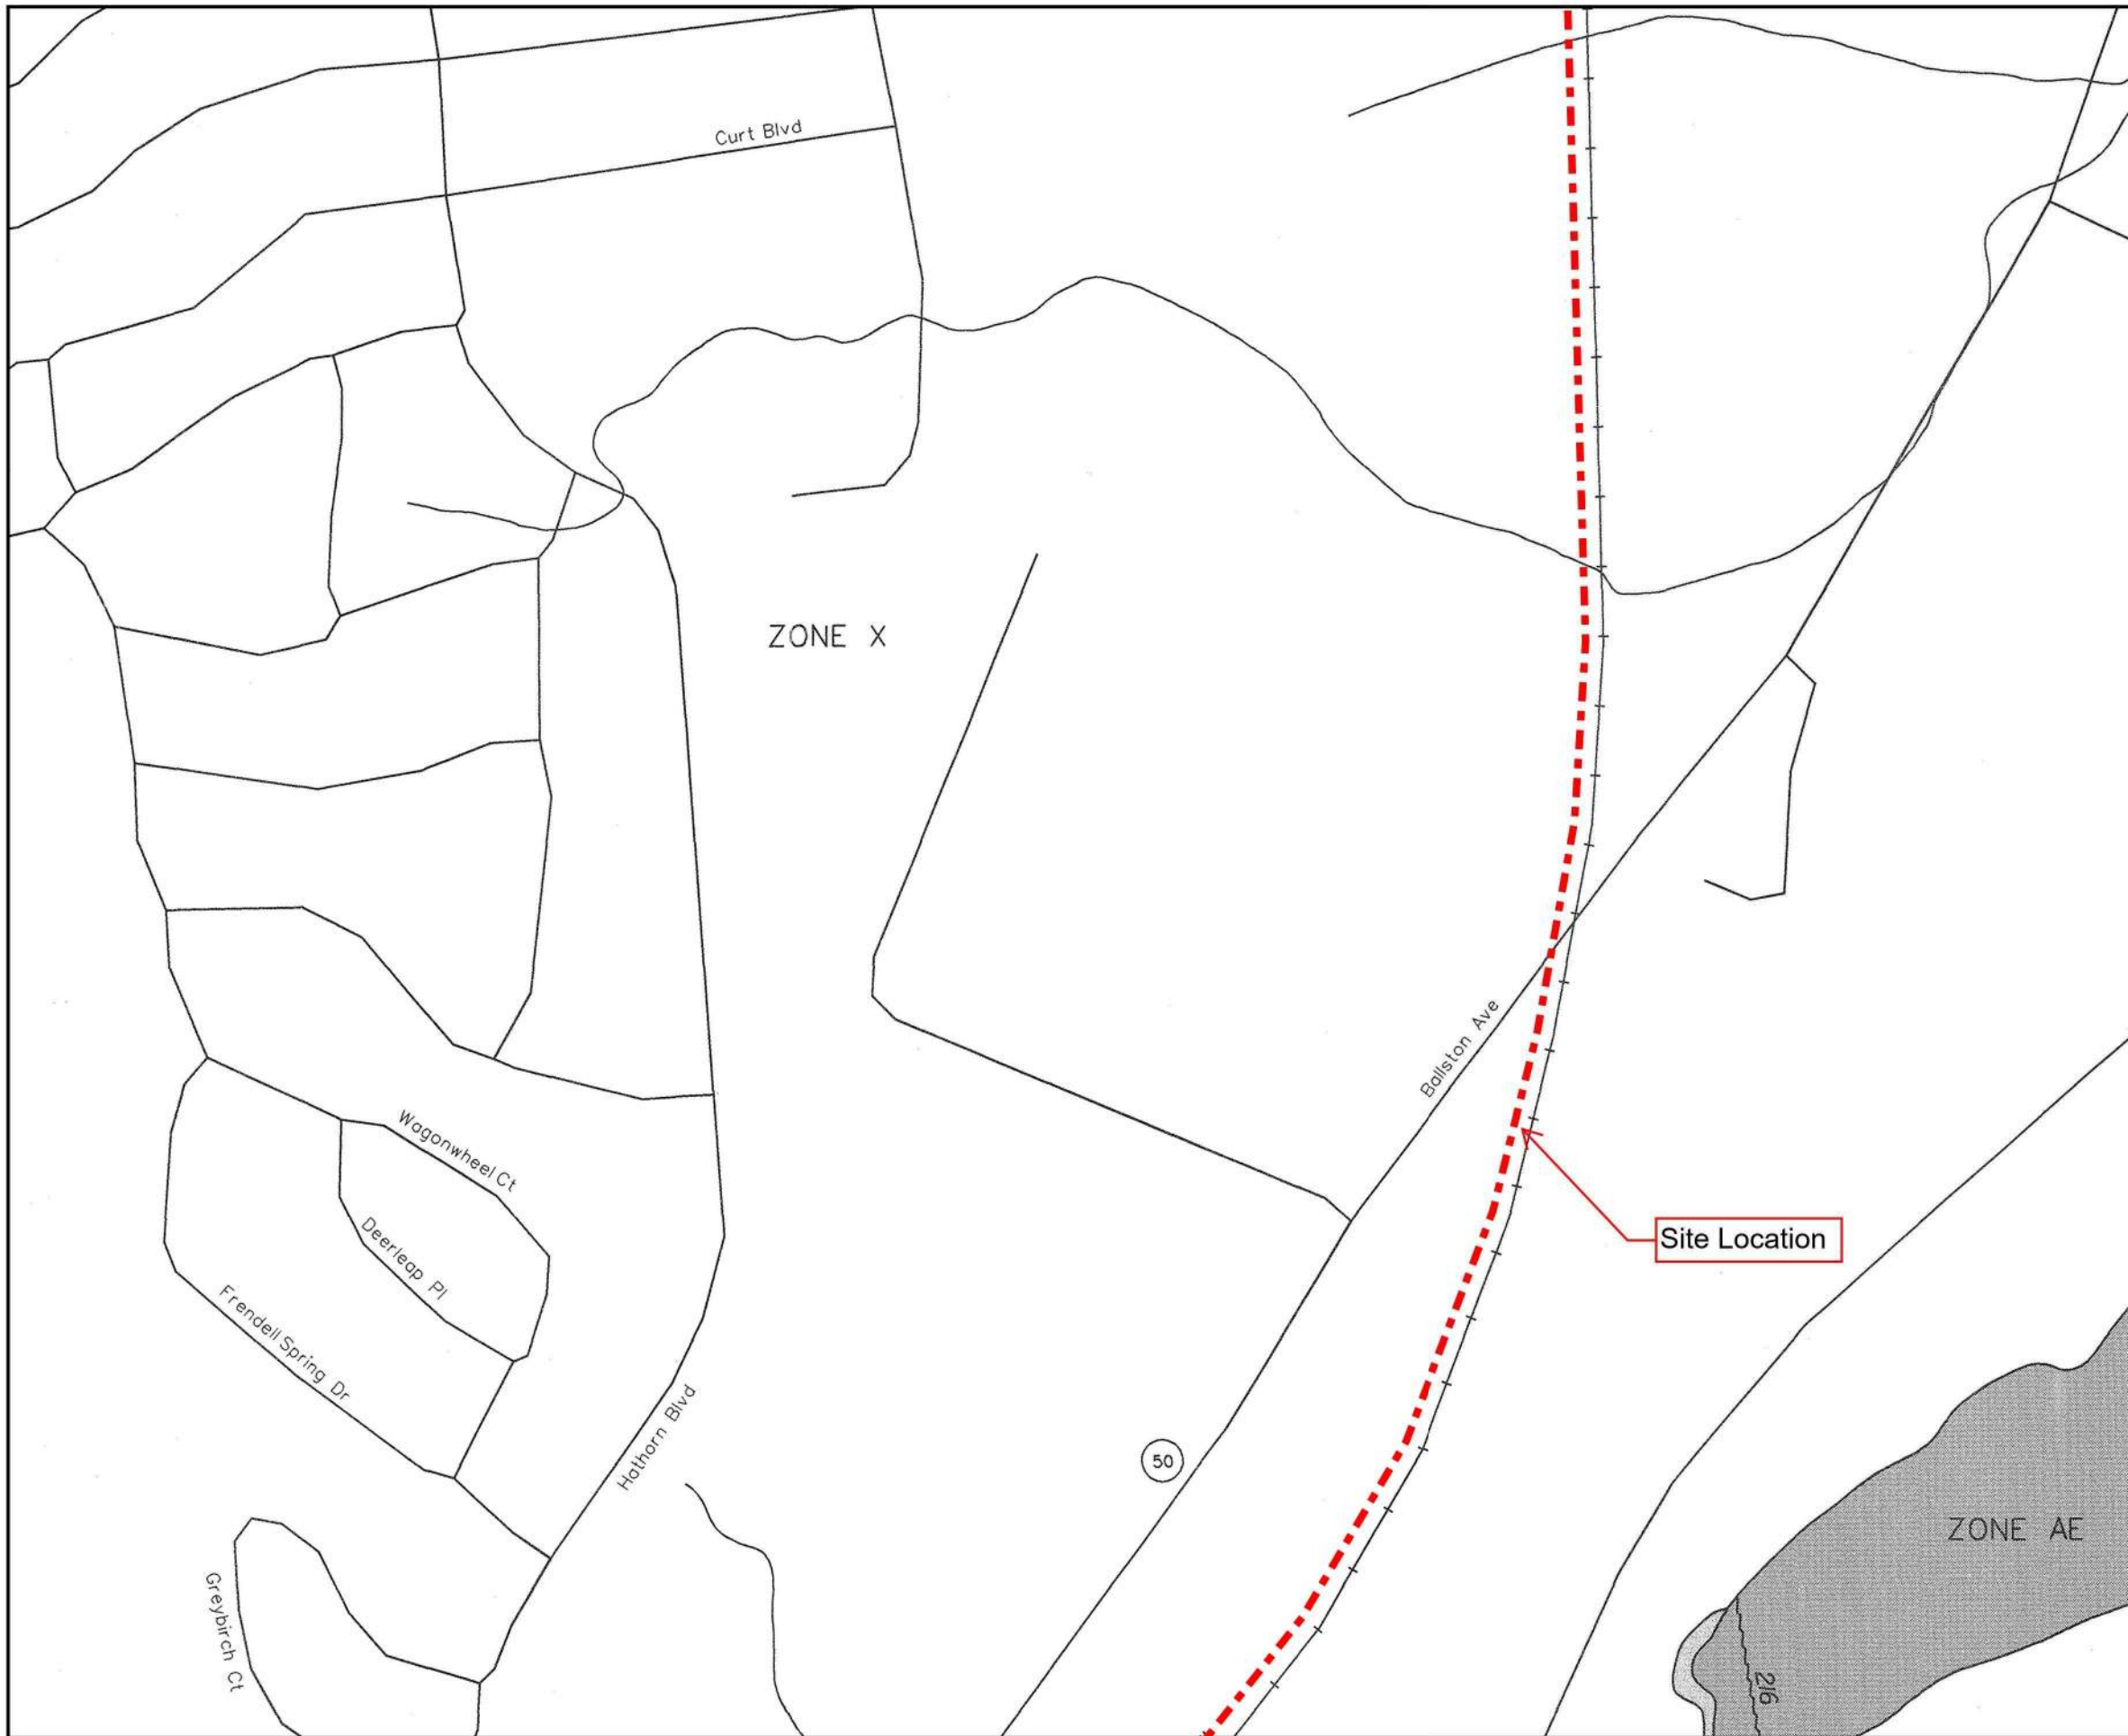 Curt Blvd
ZONE X
Ballston Ave
Wagonwheel Ct
Deerleap Pl
Site Location
Frendell Spring Dr
Hathorn Blvd
50
ZONE AE
Greybirch Ct
216